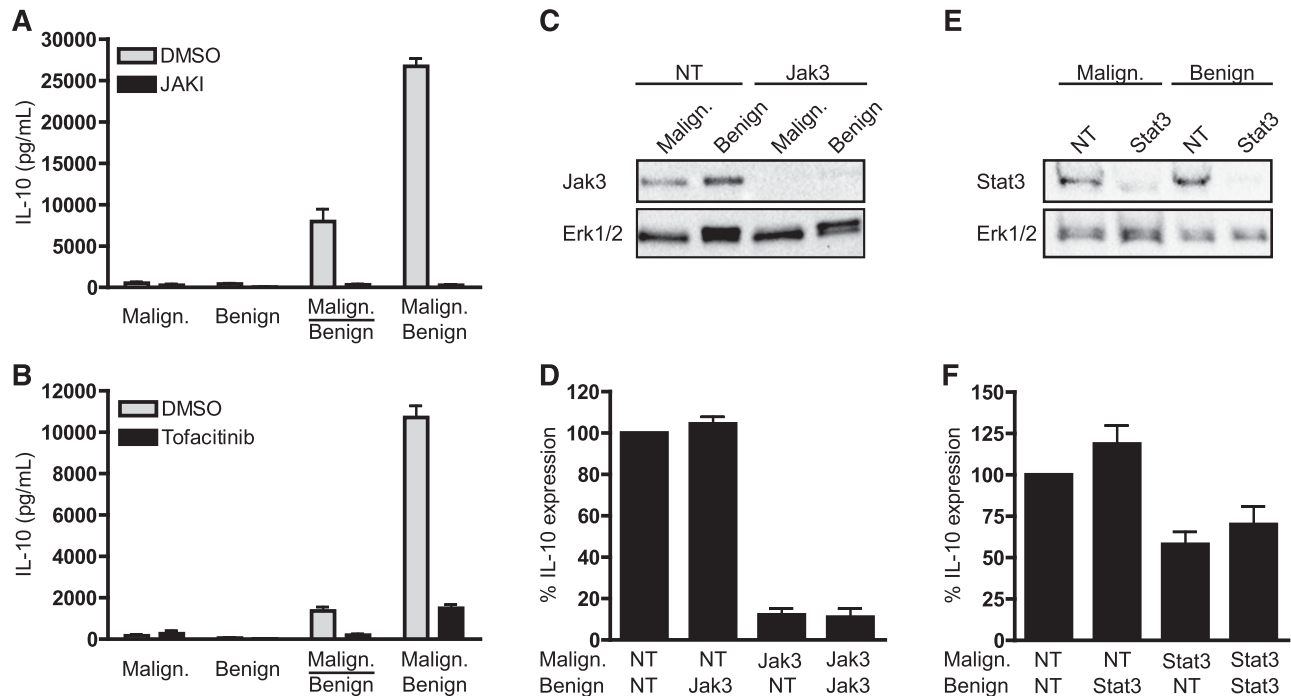 A
30000
25000
20000
15000
10000
5000
0
IL-10 (pg/mL)
DMSO
JAKI
Malign.
Benign
Malign.
Benign
Malign.
Benign
B
12000
10000
8000
6000
4000
2000
0
IL-10 (pg/mL)
DMSO
Tofacitinib
Malign.
Benign
Malign.
Benign
Malign.
Benign
C
NT Jak3
Malign. Benign Malign. Benign
Jak3
Erk1/2
D
120
100
80
60
40
20
0
% IL-10 expression
Malign. NT NT Jak3 Jak3
Benign NT Jak3 NT Jak3
E
Malign. Benign
NT Stat3 NT Stat3
Stat3
Erk1/2
F
150
125
100
75
50
25
0
% IL-10 expression
Malign. NT NT Stat3 Stat3
Benign NT Stat3 NT Stat3